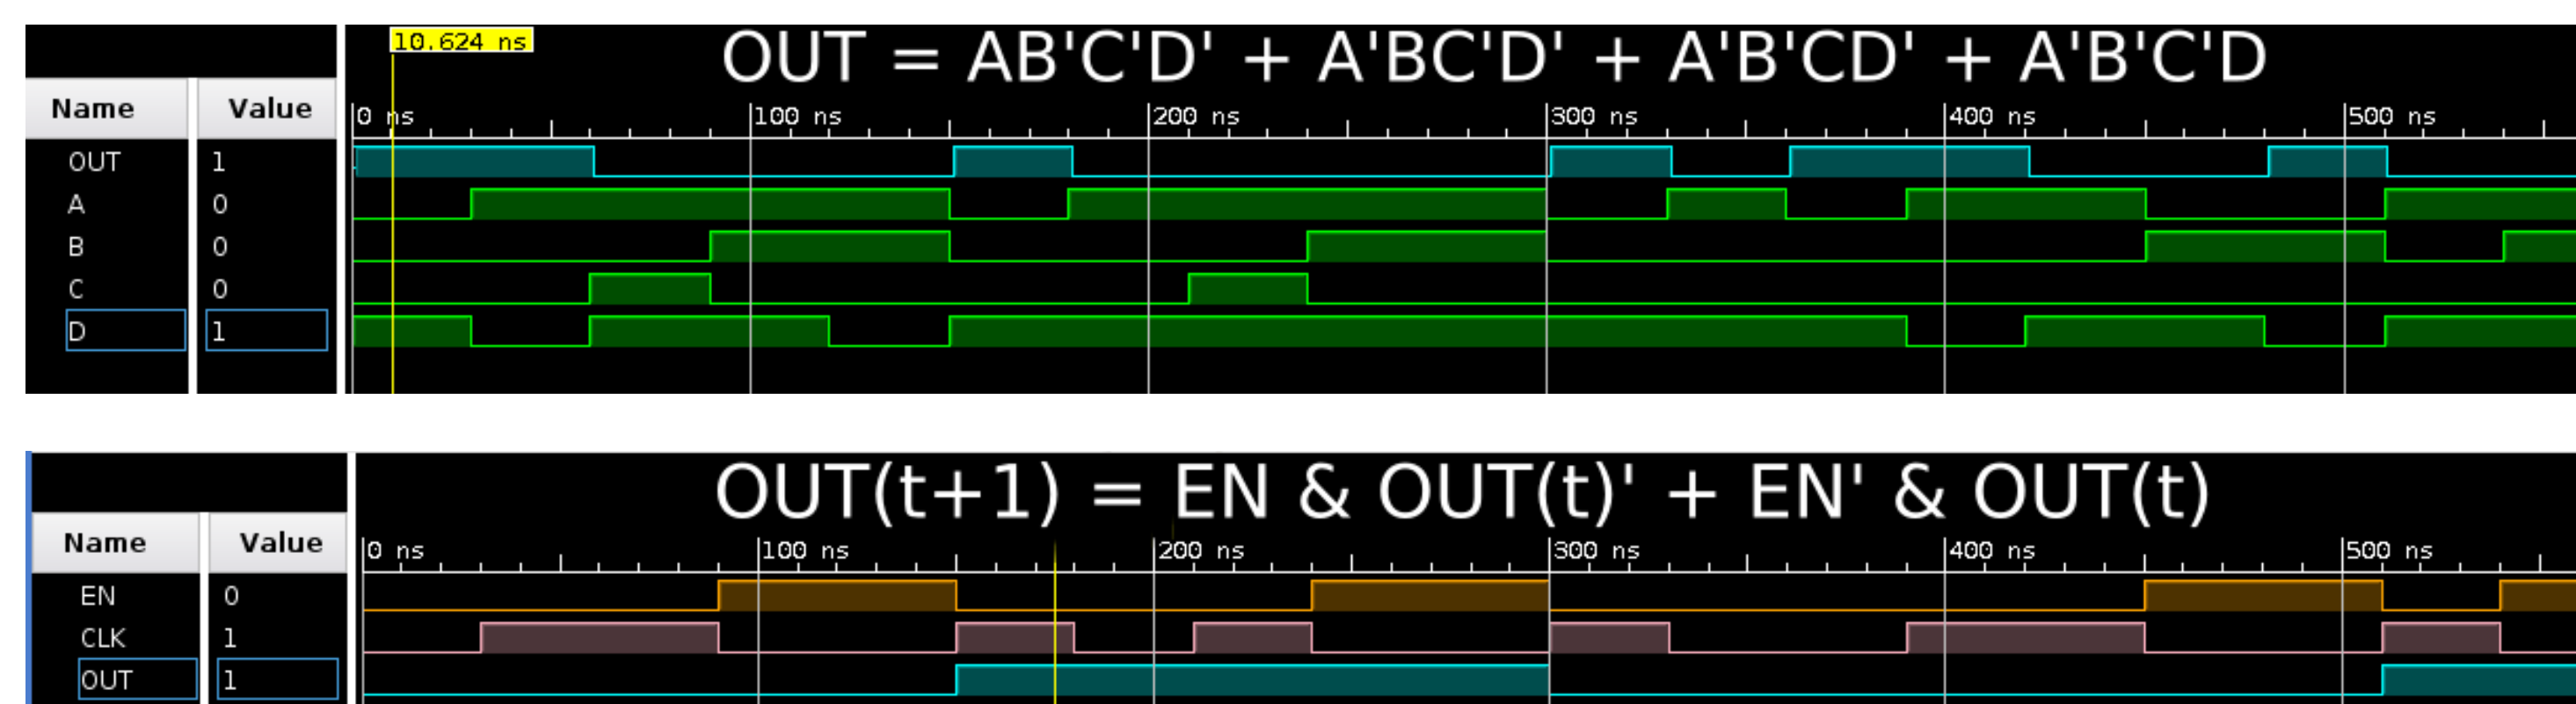 10.624 ns
OUT = AB'C'D' + A'BC'D' + A'B'CD' + A'B'C'D
Name Value
0 ns 100 ns 200 ns 300 ns 400 ns 500 ns
OUT 1
A 0
B 0
C 0
D 1
OUT(t+1) = EN & OUT(t)' + EN' & OUT(t)
Name Value
0 ns 100 ns 200 ns 300 ns 400 ns 500 ns
EN 0
CLK 1
OUT 1